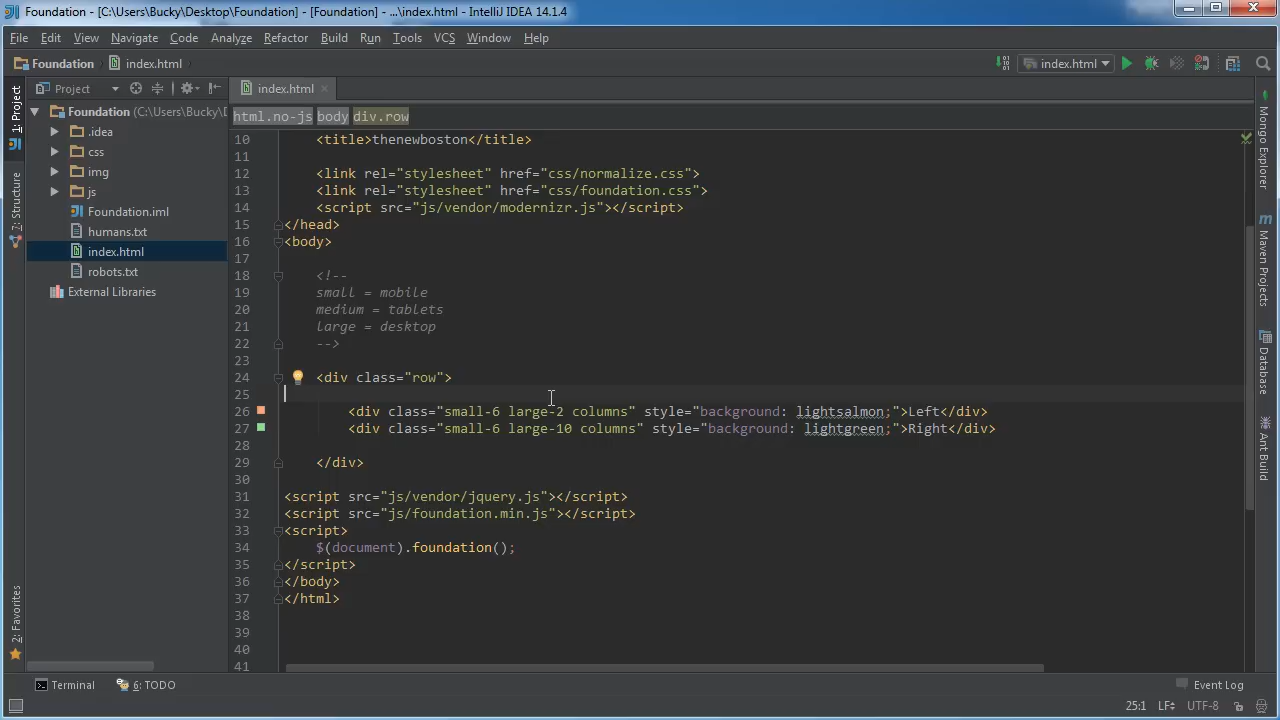 Foundation - [C:\Users\Bucky\Desktop\Foundation] - [Foundation] - ...\index.html - IntelliJ IDEA 14.1.4
File Edit View Navigate Code Analyze Refactor Build Run Tools VCS Window Help
Foundation index.html index.html
Project index.html
1: Project
7: Structure
2: Favorites
Foundation (C:\Users\Bucky\D
.idea
css
img
js
Foundation.iml
humans.txt
index.html
robots.txt
External Libraries
html.no-js body div.row
10 <title>thenewboston</title>
11
12 <link rel="stylesheet" href="css/normalize.css">
13 <link rel="stylesheet" href="css/foundation.css">
14 <script src="js/vendor/modernizr.js"></script>
15 </head>
16 <body>
17
18 <!--
19 small = mobile
20 medium = tablets
21 large = desktop
22 -->
23
24 <div class="row">
25
26 <div class="small-6 large-2 columns" style="background: lightsalmon;">Left</div>
27 <div class="small-6 large-10 columns" style="background: lightgreen;">Right</div>
28
29 </div>
30
31 <script src="js/vendor/jquery.js"></script>
32 <script src="js/foundation.min.js"></script>
33 <script>
34 $(document).foundation();
35 </script>
36 </body>
37 </html>
38
39
40
41
Mongo Explorer
Maven Projects
Database
Ant Build
Terminal 6: TODO Event Log
25:1 LF UTF-8